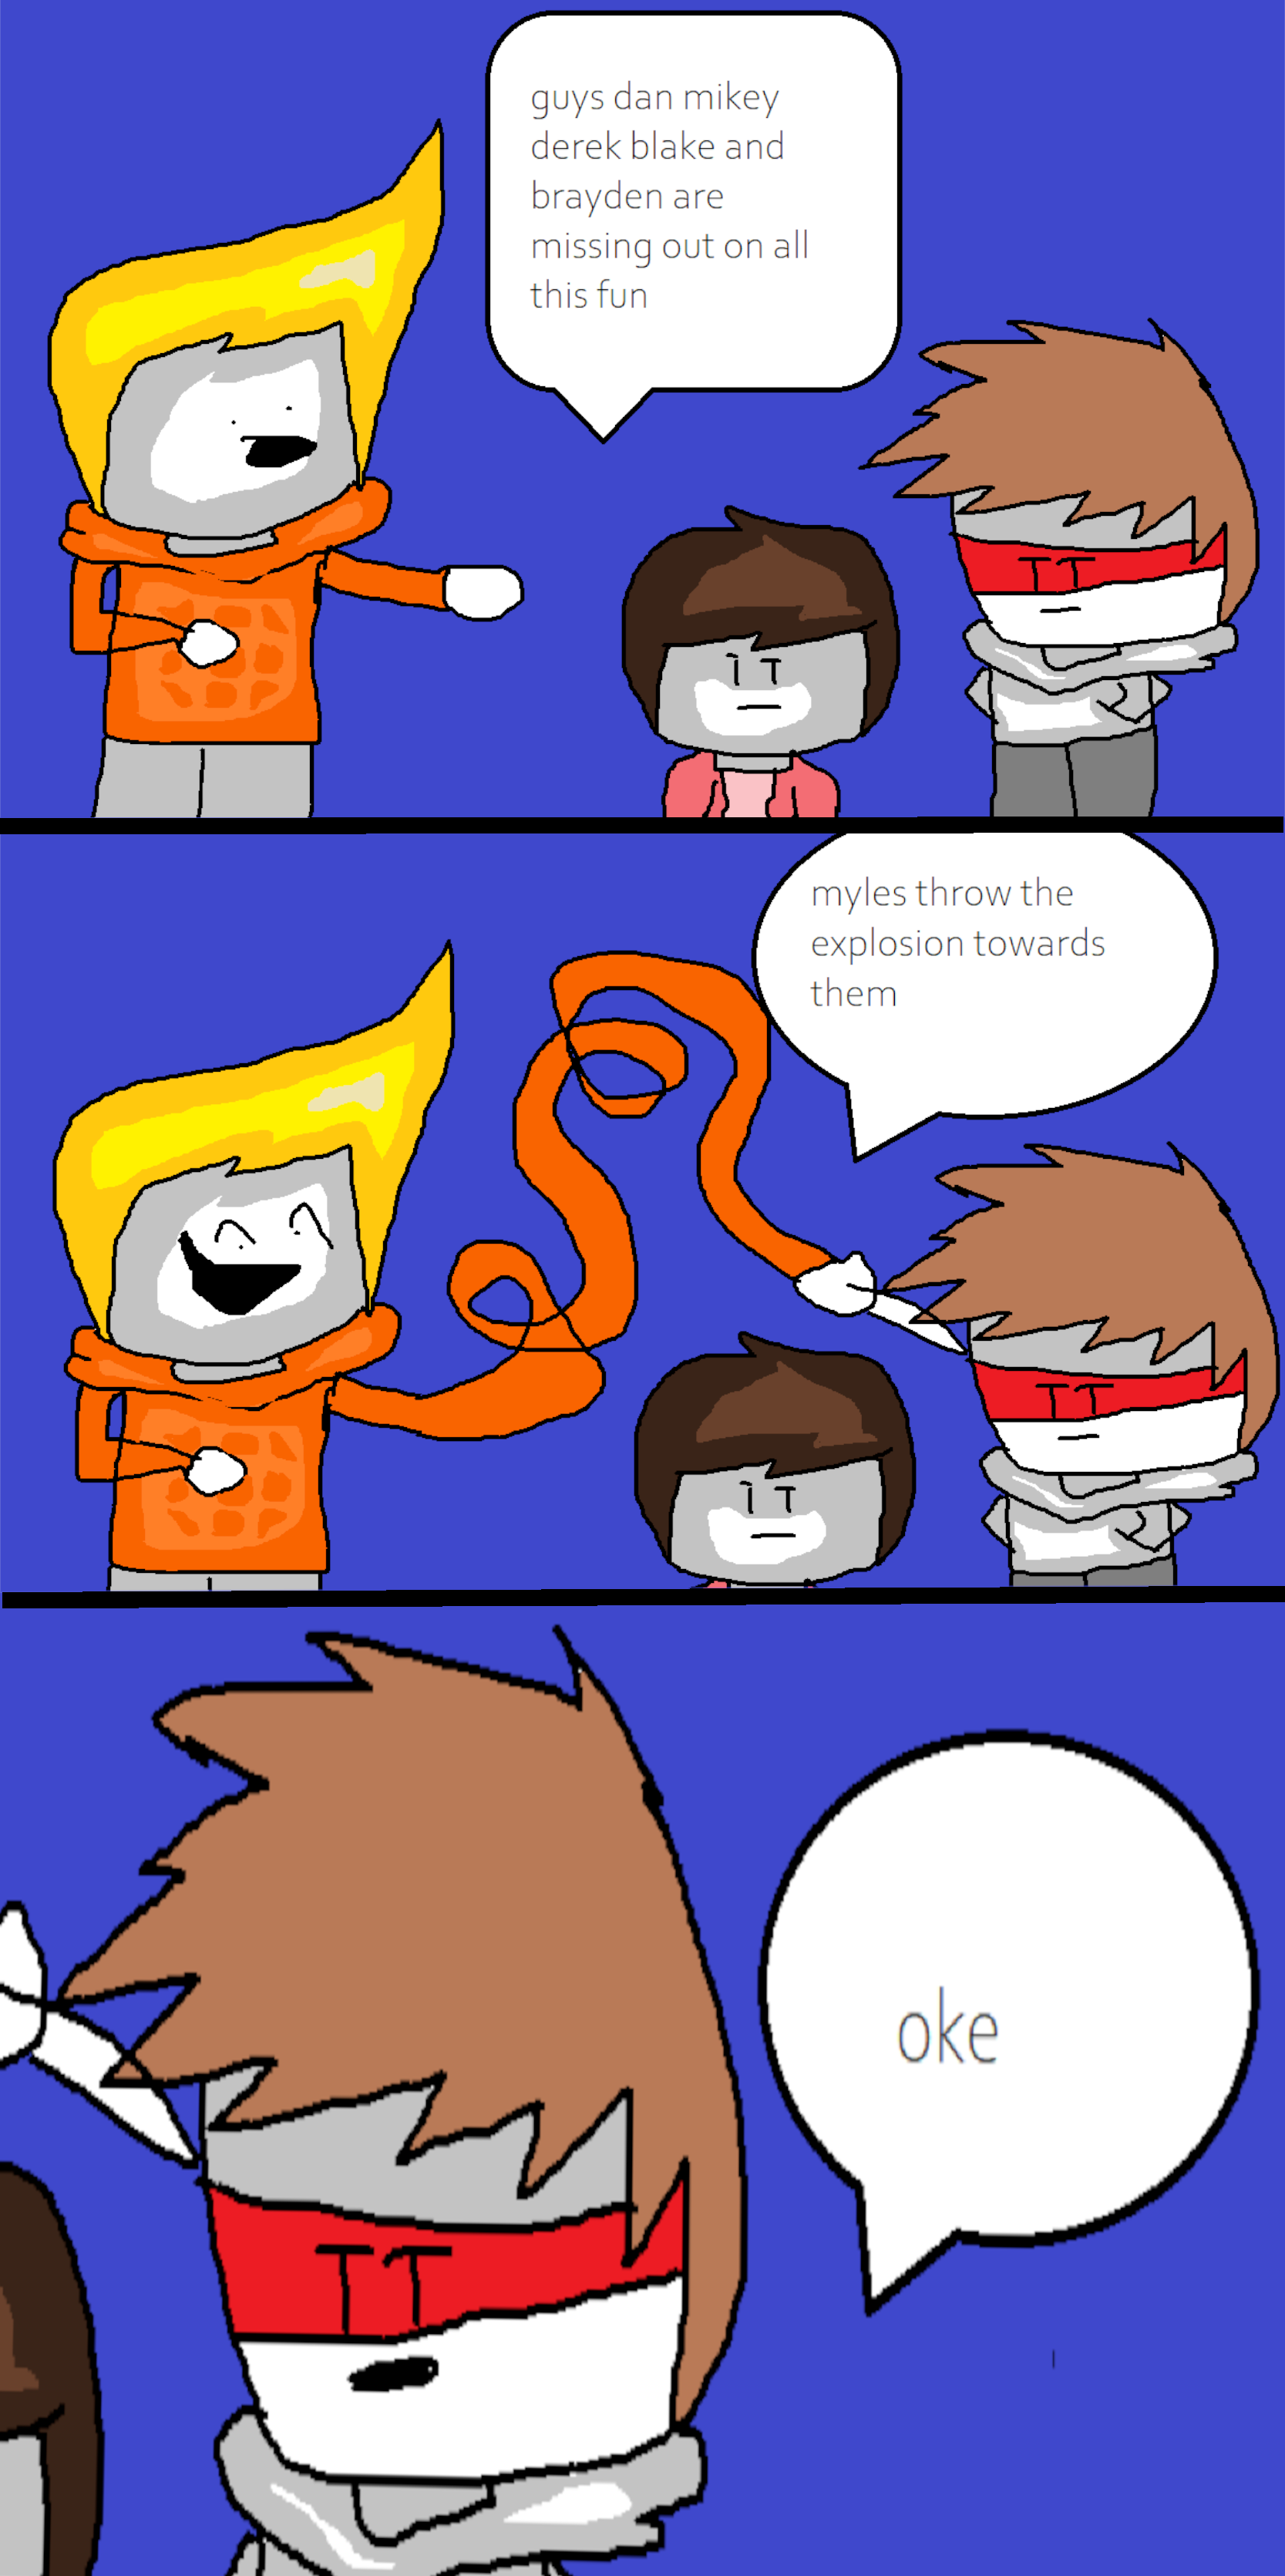 guys dan mikey
derek blake and
brayden are
missing out on all
this fun
myles throw the
explosion towards
them
oke